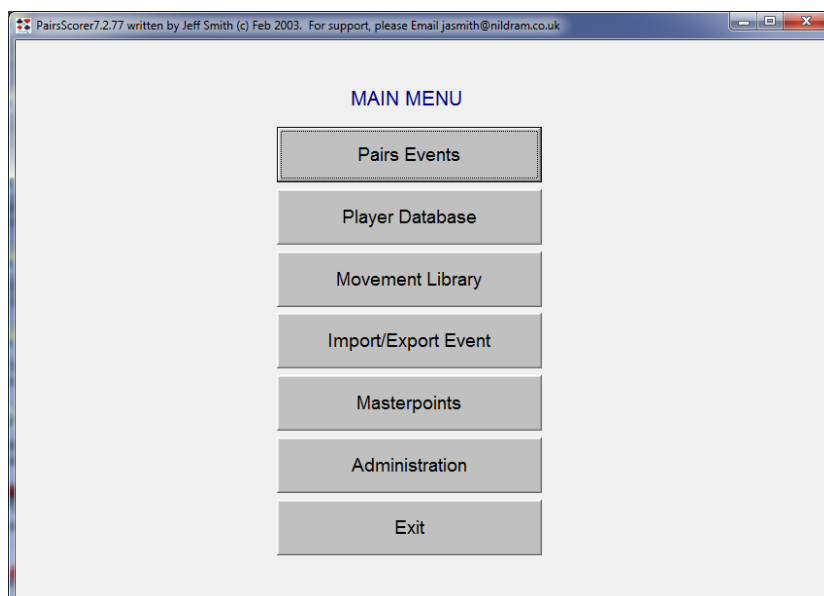 PairsScorer7.2.77 written by Jeff Smith (c) Feb 2003.  For support, please Email jasmith@nildram.co.uk
MAIN MENU
Pairs Events
Player Database
Movement Library
Import/Export Event
Masterpoints
Administration
Exit